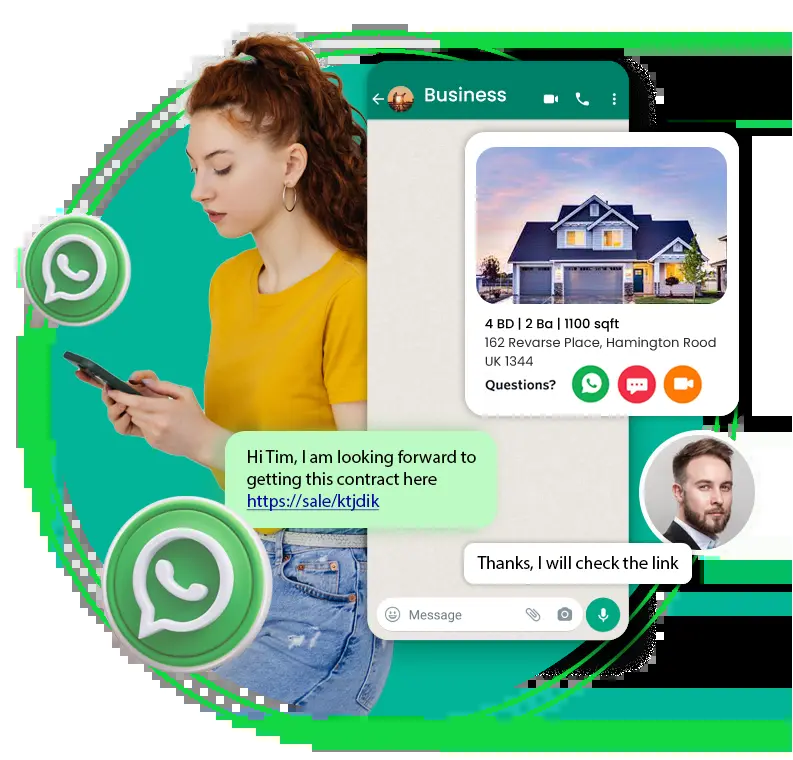 Business
4 BD | 2 Ba | 1100 sqft
162 Revarse Place, Hamington Rood
UK 1344
Questions?
Hi Tim, I am looking forward to
getting this contract here
https://sale/ktjdik
Thanks, I will check the link
Message